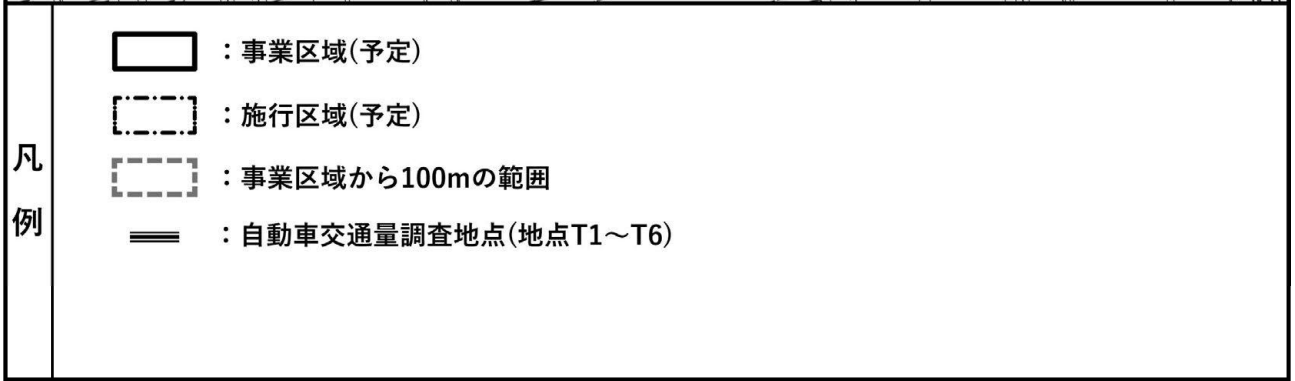 凡例
：事業区域(予定)
：施行区域(予定)
：事業区域から100mの範囲
：自動車交通量調査地点(地点T1～T6)